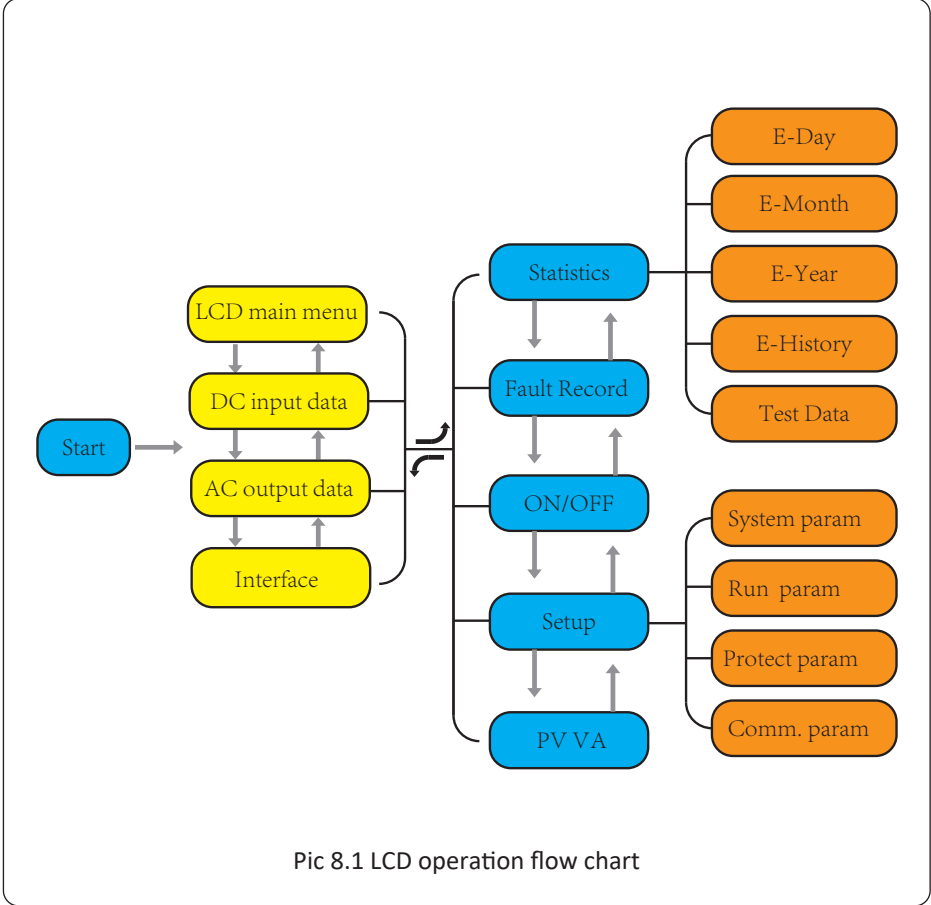 Start
LCD main menu
DC input data
AC output data
Interface
Statistics
Fault Record
ON/OFF
Setup
PV VA
E-Day
E-Month
E-Year
E-History
Test Data
System param
Run param
Protect param
Comm. param
Pic 8.1 LCD operation flow chart